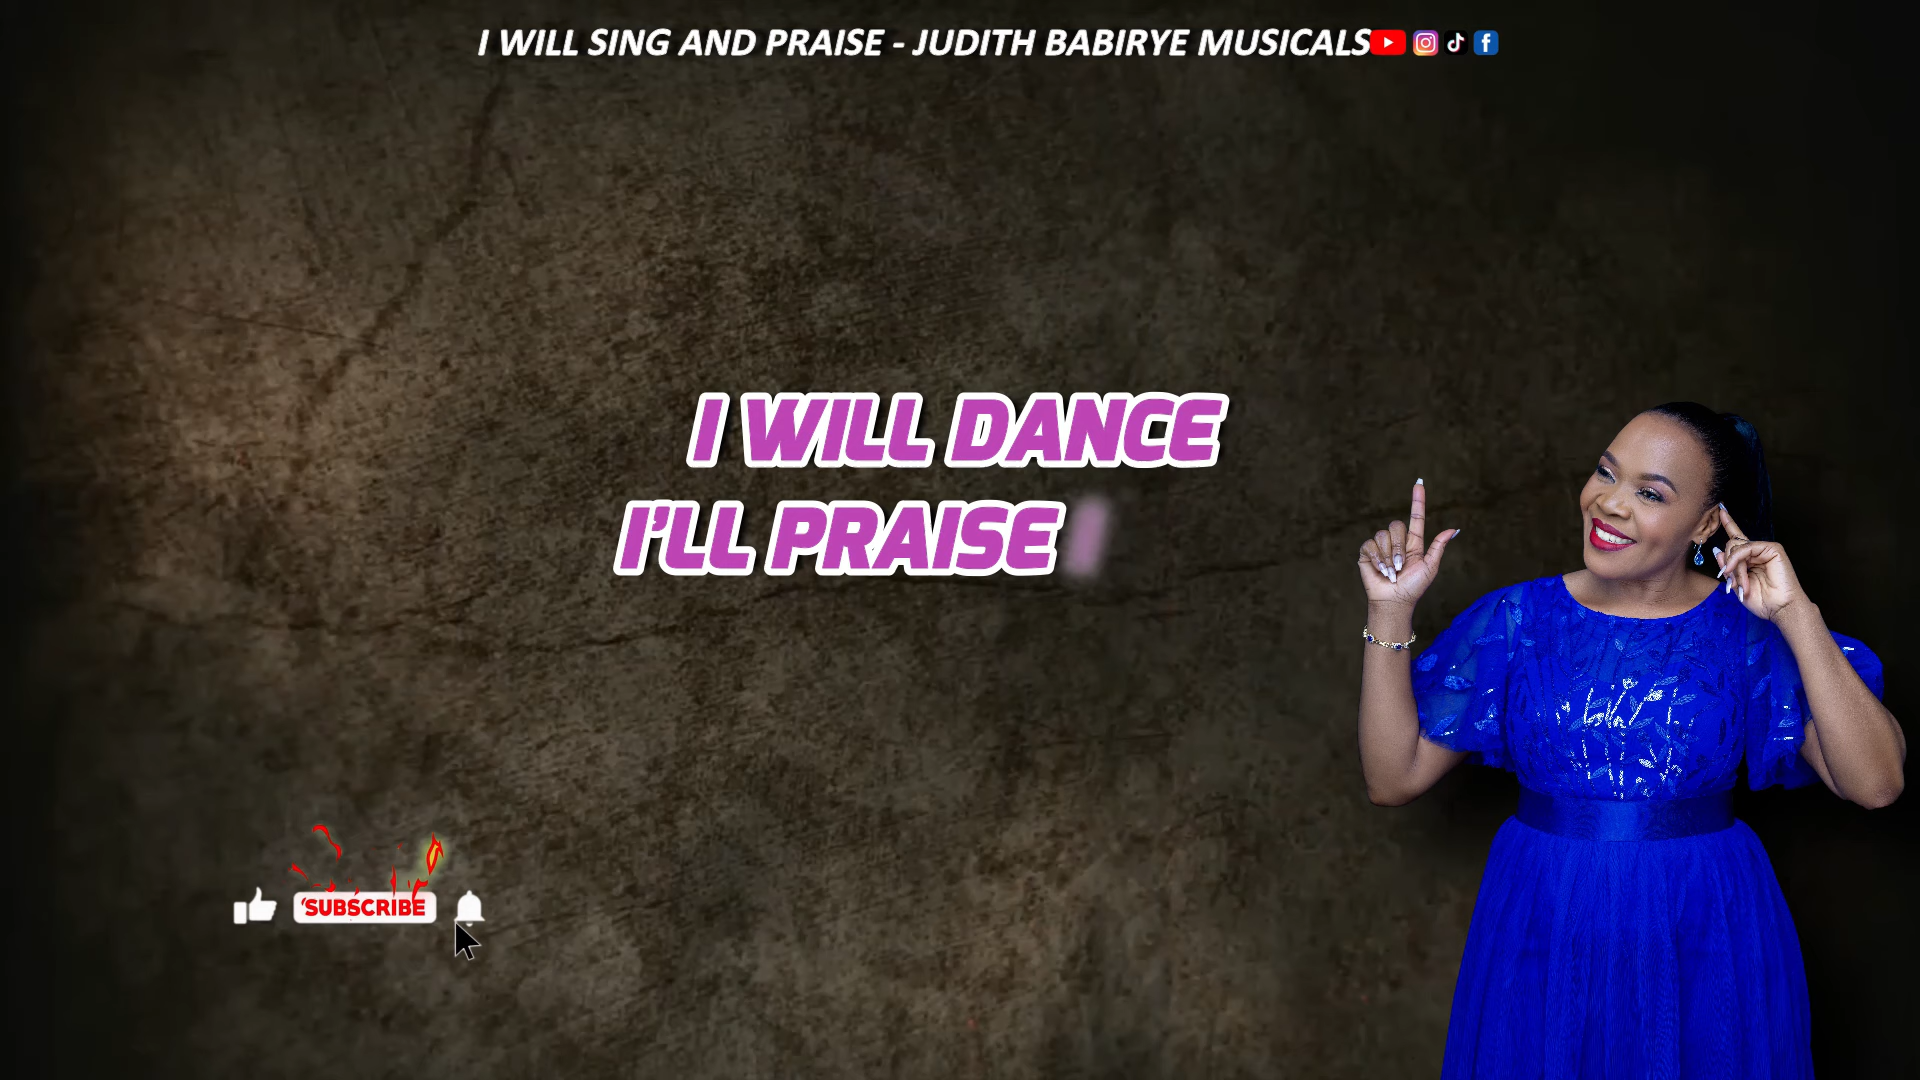 I WILL SING AND PRAISE - JUDITH BABIRYE MUSICALS
I WILL DANCE
I'LL PRAISE
SUBSCRIBE